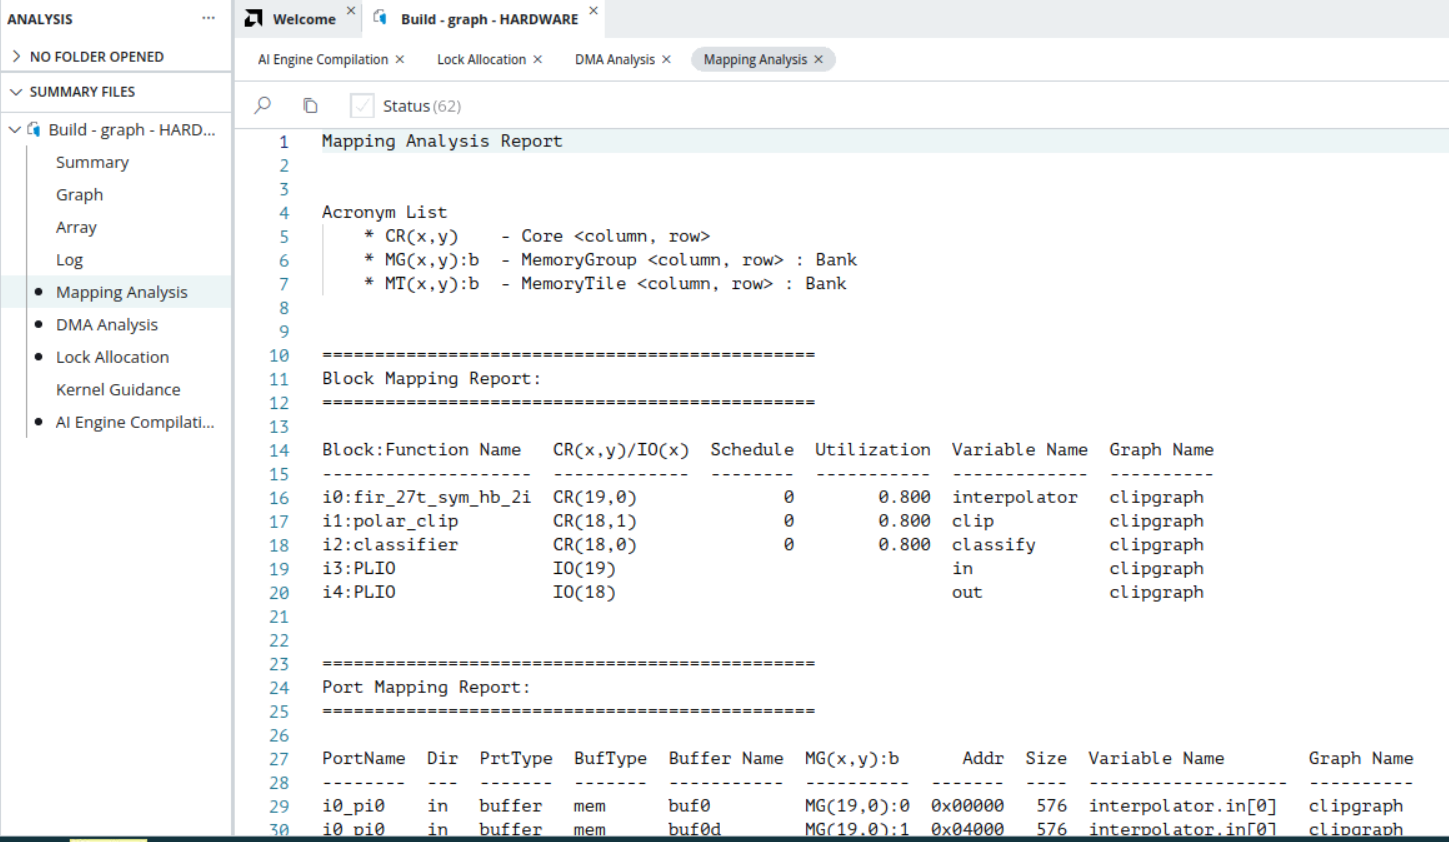 ANALYSIS ···
NO FOLDER OPENED
SUMMARY FILES
Build - graph - HARD...
Summary
Graph
Array
Log
Mapping Analysis
DMA Analysis
Lock Allocation
Kernel Guidance
AI Engine Compilati...
Welcome × Build - graph - HARDWARE ×
AI Engine Compilation × Lock Allocation × DMA Analysis × Mapping Analysis ×
Status (62)
1 Mapping Analysis Report
2
3
4 Acronym List
5 * CR(x,y) - Core <column, row>
6 * MG(x,y):b - MemoryGroup <column, row> : Bank
7 * MT(x,y):b - MemoryTile <column, row> : Bank
8
9
10 ===============================================
11 Block Mapping Report:
12 ===============================================
13
14 Block:Function Name CR(x,y)/IO(x) Schedule Utilization Variable Name Graph Name
15 -------------------- ------------- -------- ----------- ------------- ----------
16 i0:fir_27t_sym_hb_2i CR(19,0) 0 0.800 interpolator clipgraph
17 i1:polar_clip CR(18,1) 0 0.800 clip clipgraph
18 i2:classifier CR(18,0) 0 0.800 classify clipgraph
19 i3:PLIO IO(19) in clipgraph
20 i4:PLIO IO(18) out clipgraph
21
22
23 ===============================================
24 Port Mapping Report:
25 ===============================================
26
27 PortName Dir PrtType BufType Buffer Name MG(x,y):b Addr Size Variable Name Graph Name
28 -------- --- ------- ------- ----------- ---------- ------- ---- ------------------- ----------
29 i0_pi0 in buffer mem buf0 MG(19,0):0 0x00000 576 interpolator.in[0] clipgraph
30 i0_pi0 in buffer mem buf0d MG(19,0):1 0x04000 576 interpolator.in[0] clipgraph